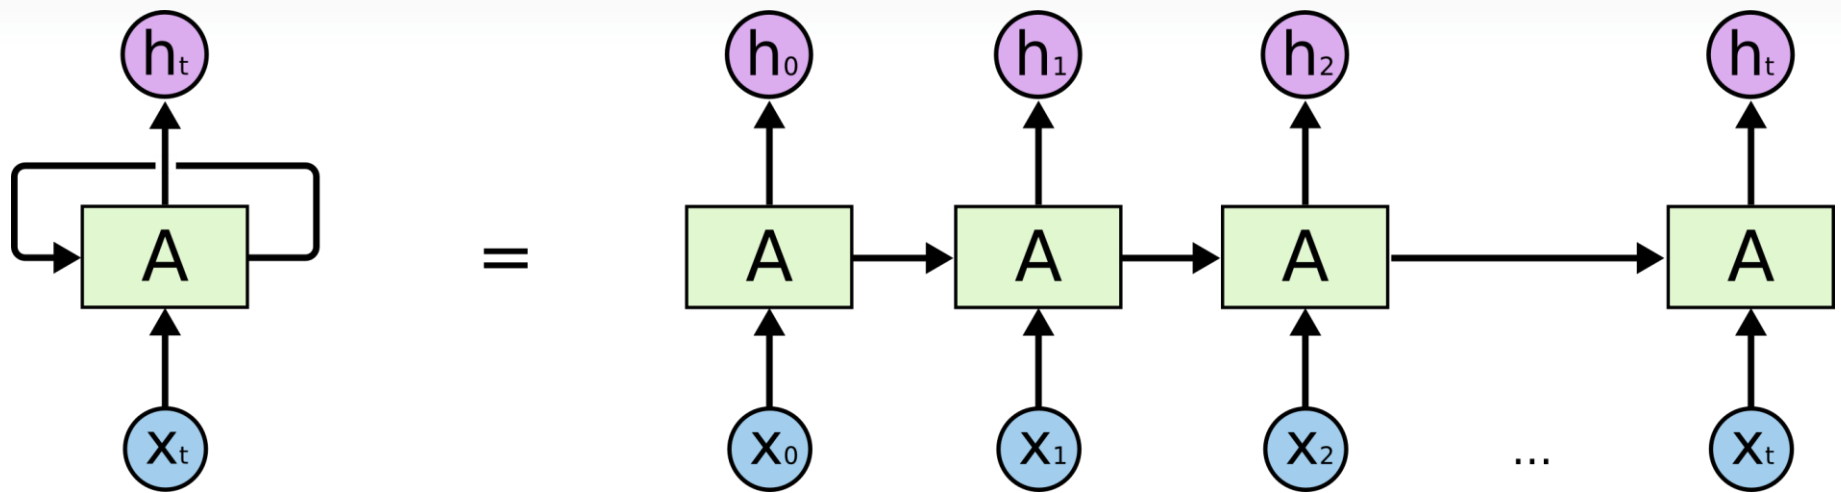 hₜ h₀ h₁ h₂ hₜ
A = A A A A
xₜ x₀ x₁ x₂ ... xₜ